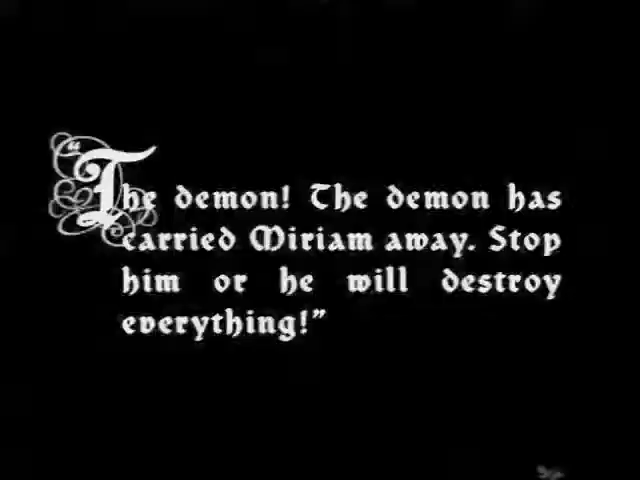 “The demon! The demon has
carried Miriam away. Stop
him or he will destroy
everything!”